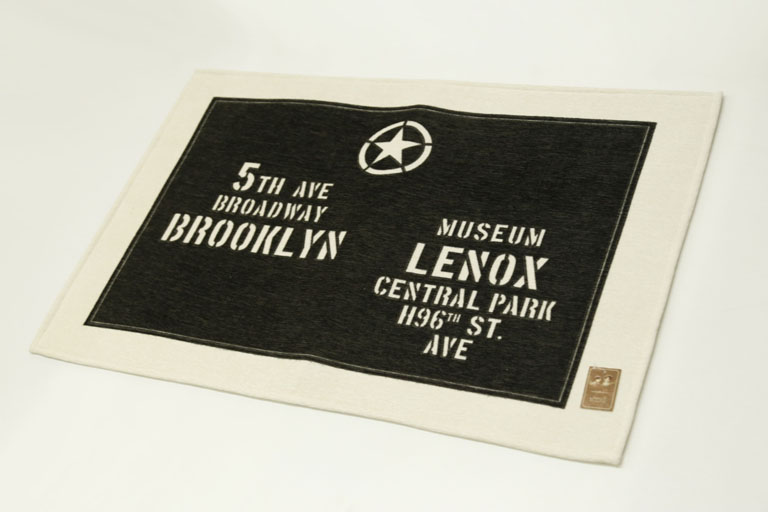 5TH AVE
BROADWAY
BROOKLYN
MUSEUM
LENOX
CENTRAL PARK
H96TH ST.
AVE